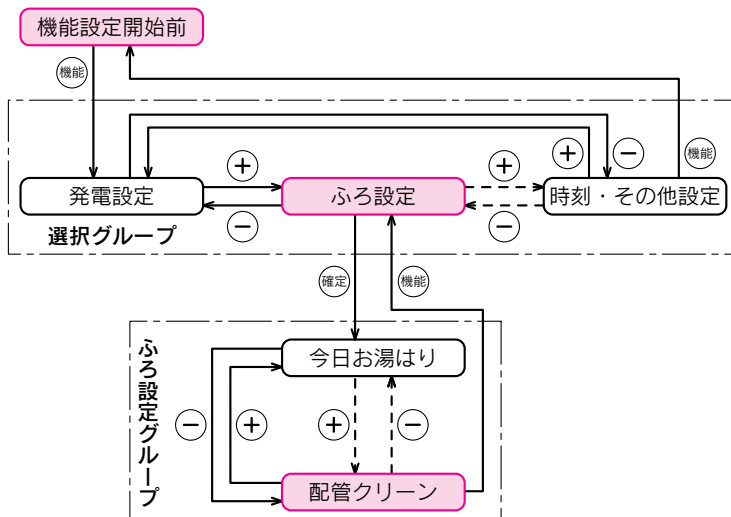 機能設定開始前
機能
＋
－
＋
＋
－
機能
発電設定
ふろ設定
時刻・その他設定
－
－
選択グループ
確定
機能
ふろ設定グループ
今日お湯はり
－
＋
＋
－
配管クリーン